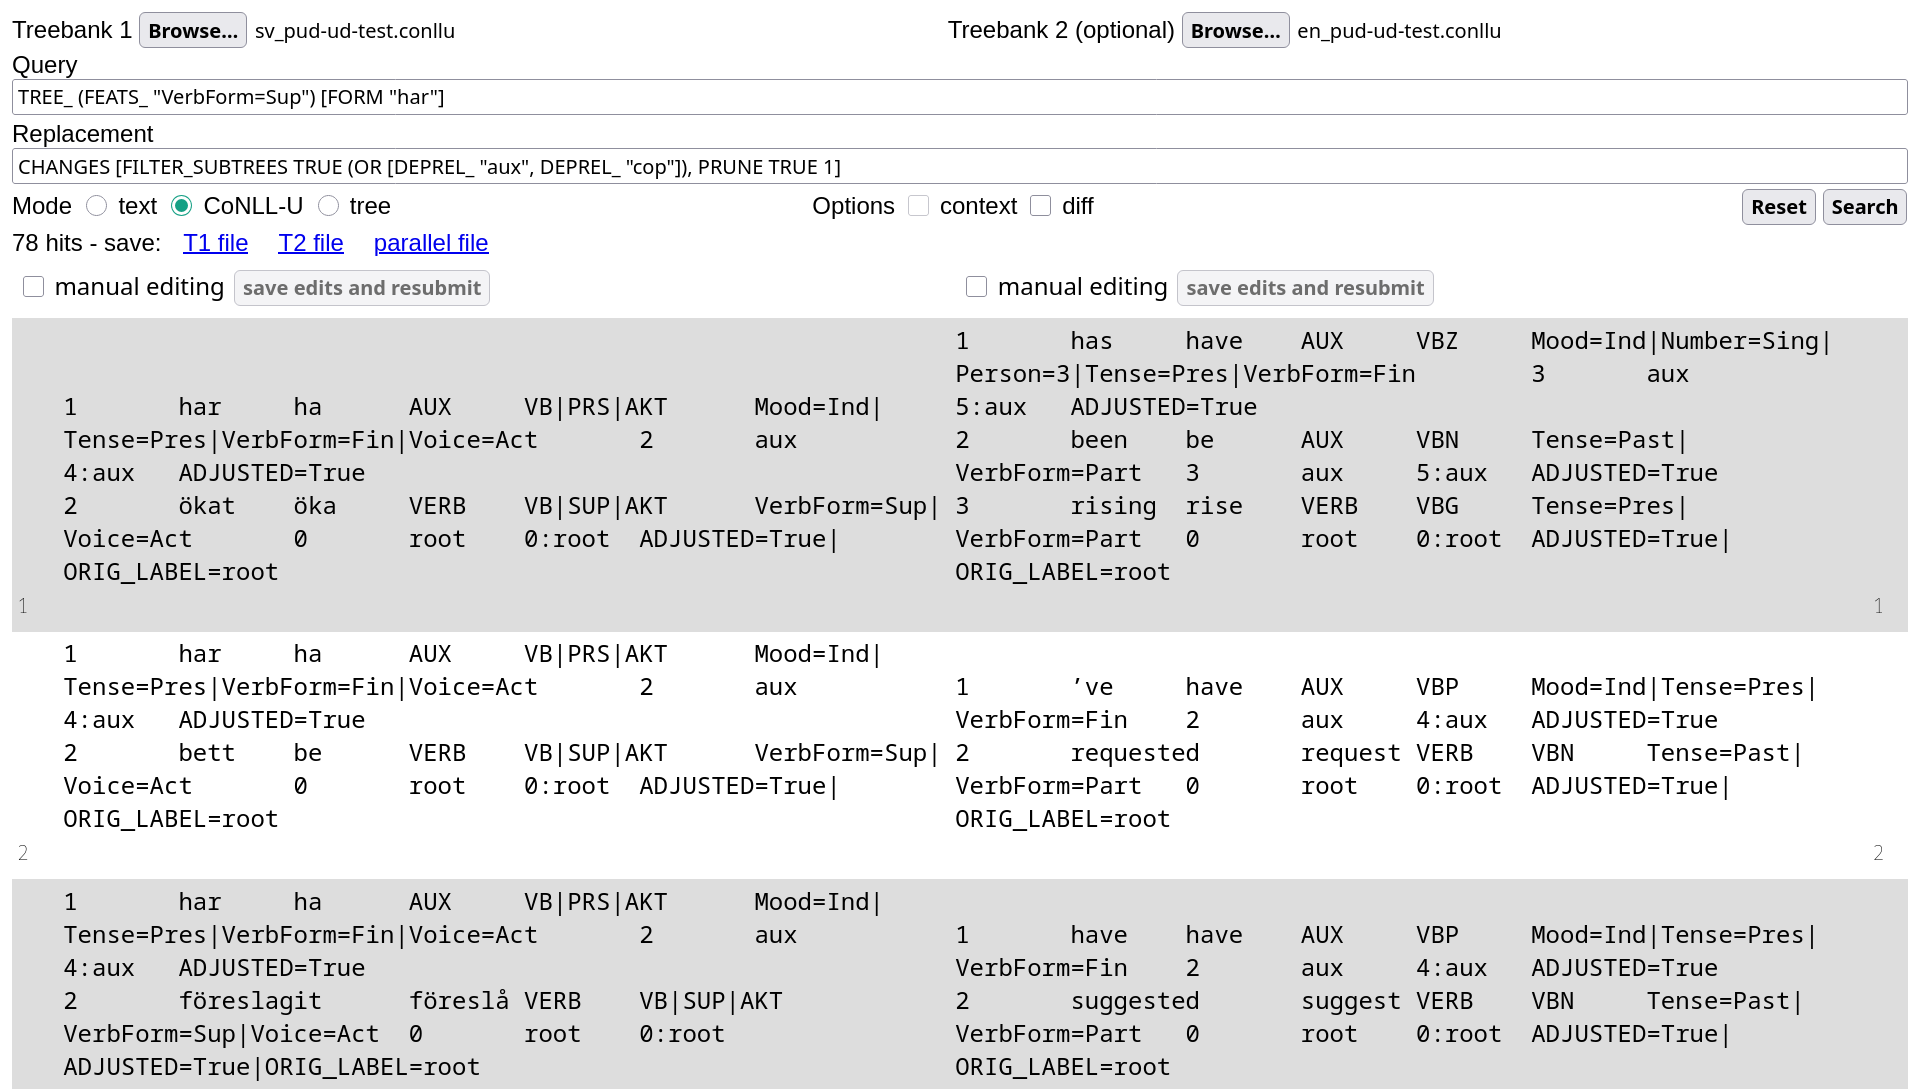 Treebank 1 Browse... sv_pud-ud-test.conllu
Treebank 2 (optional) Browse... en_pud-ud-test.conllu
Query
TREE_ (FEATS_ "VerbForm=Sup") [FORM "har"]
Replacement
CHANGES [FILTER_SUBTREES TRUE (OR [DEPREL_ "aux", DEPREL_ "cop"]), PRUNE TRUE 1]
Mode text CoNLL-U tree Options context diff Reset Search
78 hits - save: T1 file T2 file parallel file
manual editing save edits and resubmit
manual editing save edits and resubmit
1 har ha AUX VB|PRS|AKT Mood=Ind|
Tense=Pres|VerbForm=Fin|Voice=Act 2 aux
4:aux ADJUSTED=True
2 ökat öka VERB VB|SUP|AKT VerbForm=Sup|
Voice=Act 0 root 0:root ADJUSTED=True|
ORIG_LABEL=root
1
1 has have AUX VBZ Mood=Ind|Number=Sing|
Person=3|Tense=Pres|VerbForm=Fin 3 aux
5:aux ADJUSTED=True
2 been be AUX VBN Tense=Past|
VerbForm=Part 3 aux 5:aux ADJUSTED=True
3 rising rise VERB VBG Tense=Pres|
VerbForm=Part 0 root 0:root ADJUSTED=True|
ORIG_LABEL=root
1
1 har ha AUX VB|PRS|AKT Mood=Ind|
Tense=Pres|VerbForm=Fin|Voice=Act 2 aux
4:aux ADJUSTED=True
2 bett be VERB VB|SUP|AKT VerbForm=Sup|
Voice=Act 0 root 0:root ADJUSTED=True|
ORIG_LABEL=root
2
1 ’ve have AUX VBP Mood=Ind|Tense=Pres|
VerbForm=Fin 2 aux 4:aux ADJUSTED=True
2 requested request VERB VBN Tense=Past|
VerbForm=Part 0 root 0:root ADJUSTED=True|
ORIG_LABEL=root
2
1 har ha AUX VB|PRS|AKT Mood=Ind|
Tense=Pres|VerbForm=Fin|Voice=Act 2 aux
4:aux ADJUSTED=True
2 föreslagit föreslå VERB VB|SUP|AKT
VerbForm=Sup|Voice=Act 0 root 0:root
ADJUSTED=True|ORIG_LABEL=root
1 have have AUX VBP Mood=Ind|Tense=Pres|
VerbForm=Fin 2 aux 4:aux ADJUSTED=True
2 suggested suggest VERB VBN Tense=Past|
VerbForm=Part 0 root 0:root ADJUSTED=True|
ORIG_LABEL=root